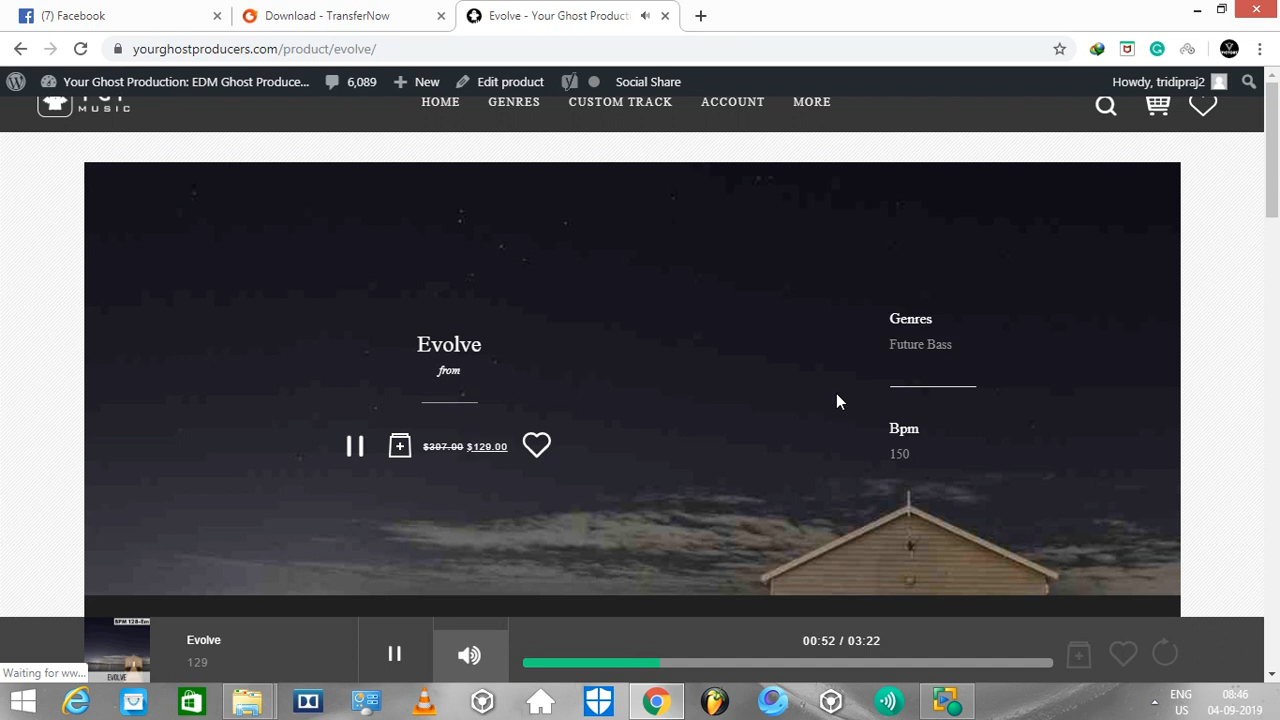 (7) Facebook
Download - TransferNow
Evolve - Your Ghost Product
yourghostproducers.com/product/evolve/
Your Ghost Production: EDM Ghost Produce... 6,089 New Edit product Social Share Howdy, tridipraj2
MUSIC
HOME GENRES CUSTOM TRACK ACCOUNT MORE
Evolve
from
$397.00 $129.00
Genres
Future Bass
Bpm
150
EVOLVE
Evolve
129
00:52 / 03:22
Waiting for ww...
ENG
US
08:46
04-09-2019